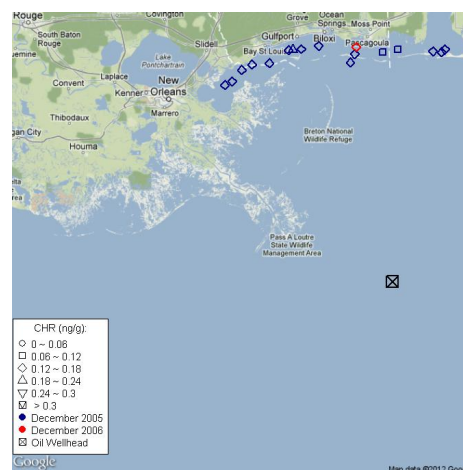 Rouge
Covington
Grove
Ocean
Springs
Moss Point
South Baton
Rouge
Slidell
Gulfport
Biloxi
Pascagoula
Lake
Pontchartrain
Bay St Louis
Laplace
Kenner
New
Orleans
Convent
Marrero
Thibodaux
Houma
gan City
Breton National
Wildlife Refuge
Pass A Loutre
State Wildlife
Management Area
CHR (ng/g):
0 ~ 0.06
0.06 ~ 0.12
0.12 ~ 0.18
0.18 ~ 0.24
0.24 ~ 0.3
> 0.3
December 2005
December 2006
Oil Wellhead
Google
Map data ©2012 Goo